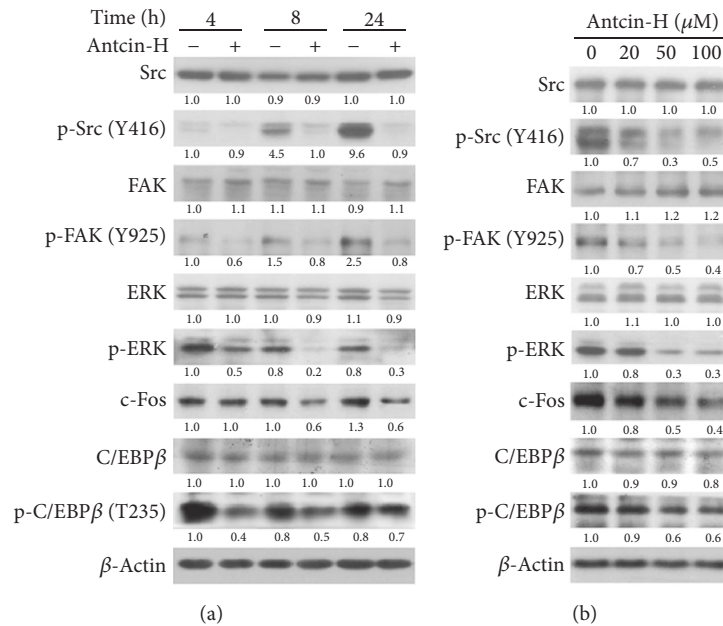 Time (h) 4 8 24
Antcin-H − + − + − +
Src
1.0 1.0 0.9 0.9 1.0 1.0
p-Src (Y416)
1.0 0.9 4.5 1.0 9.6 0.9
FAK
1.0 1.1 1.1 1.1 0.9 1.1
p-FAK (Y925)
1.0 0.6 1.5 0.8 2.5 0.8
ERK
1.0 1.0 1.0 0.9 1.1 0.9
p-ERK
1.0 0.5 0.8 0.2 0.8 0.3
c-Fos
1.0 1.0 1.0 0.6 1.3 0.6
C/EBPβ
1.0 1.0 1.0 1.0 1.0 1.0
p-C/EBPβ (T235)
1.0 0.4 0.8 0.5 0.8 0.7
β-Actin
(a)
Antcin-H (μM)
0 20 50 100
Src
1.0 1.0 1.0 1.0
p-Src (Y416)
1.0 0.7 0.3 0.5
FAK
1.0 1.1 1.2 1.2
p-FAK (Y925)
1.0 0.7 0.5 0.4
ERK
1.0 1.1 1.0 1.0
p-ERK
1.0 0.8 0.3 0.3
c-Fos
1.0 0.8 0.5 0.4
C/EBPβ
1.0 0.9 0.9 0.8
p-C/EBPβ
1.0 0.9 0.6 0.6
β-Actin
(b)